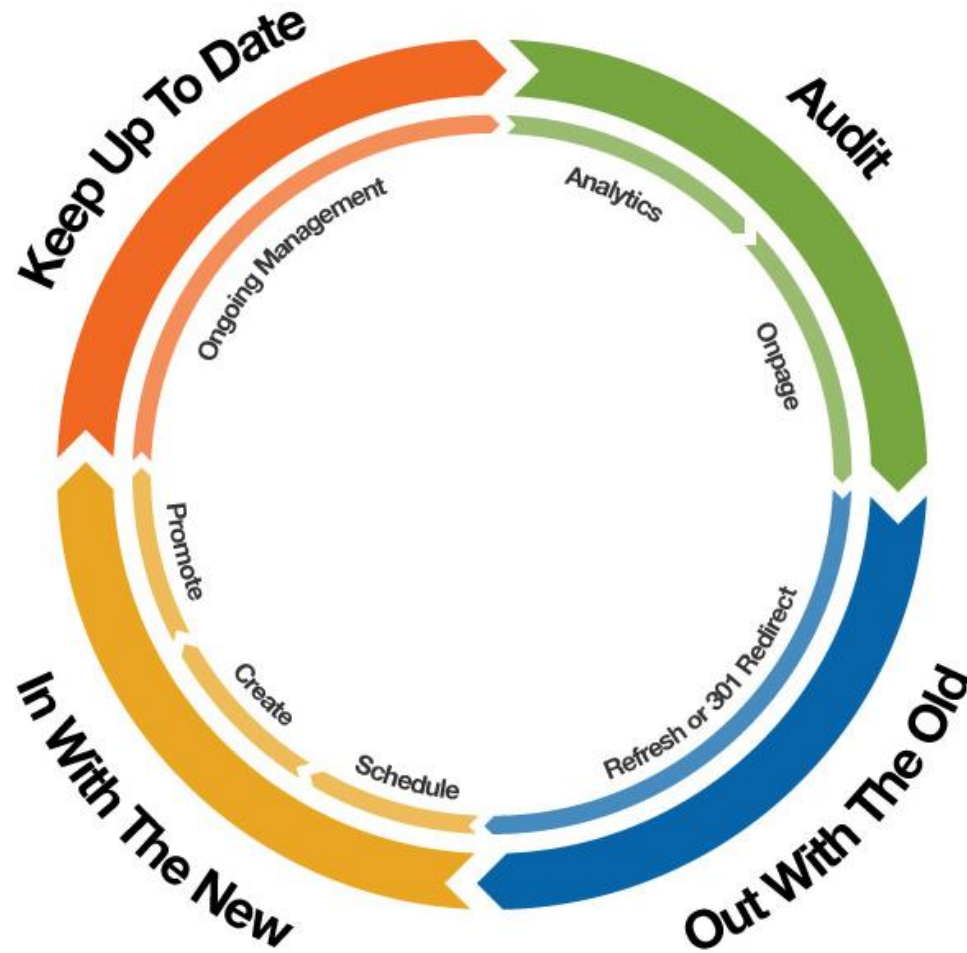 Keep Up To Date
Audit
Analytics
Ongoing Management
Onpage
Promote
Refresh or 301 Redirect
Create
Schedule
In With The New
Out With The Old